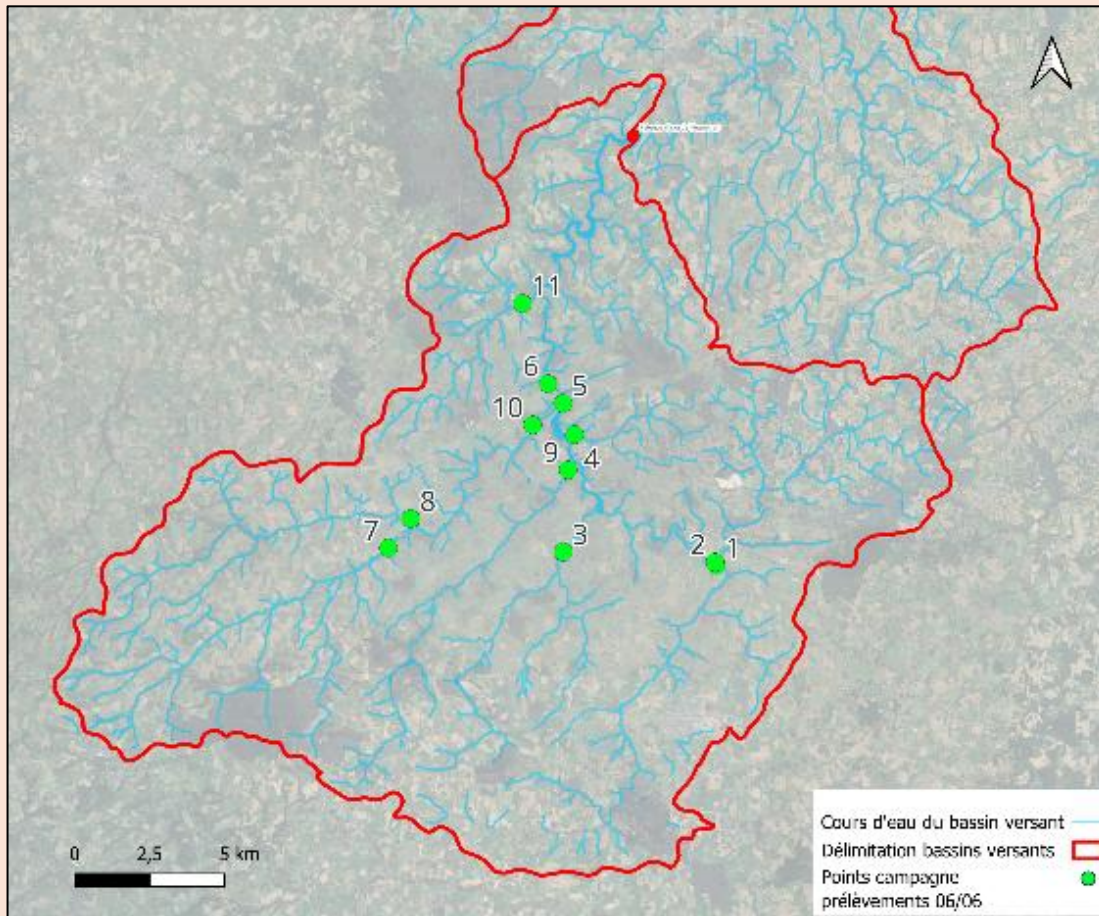 11
6
5
10
9
4
8
7
3
2
1
0 2,5 5 km
Cours d'eau du bassin versant
Délimitation bassins versants
Points campagne
prélèvements 06/06